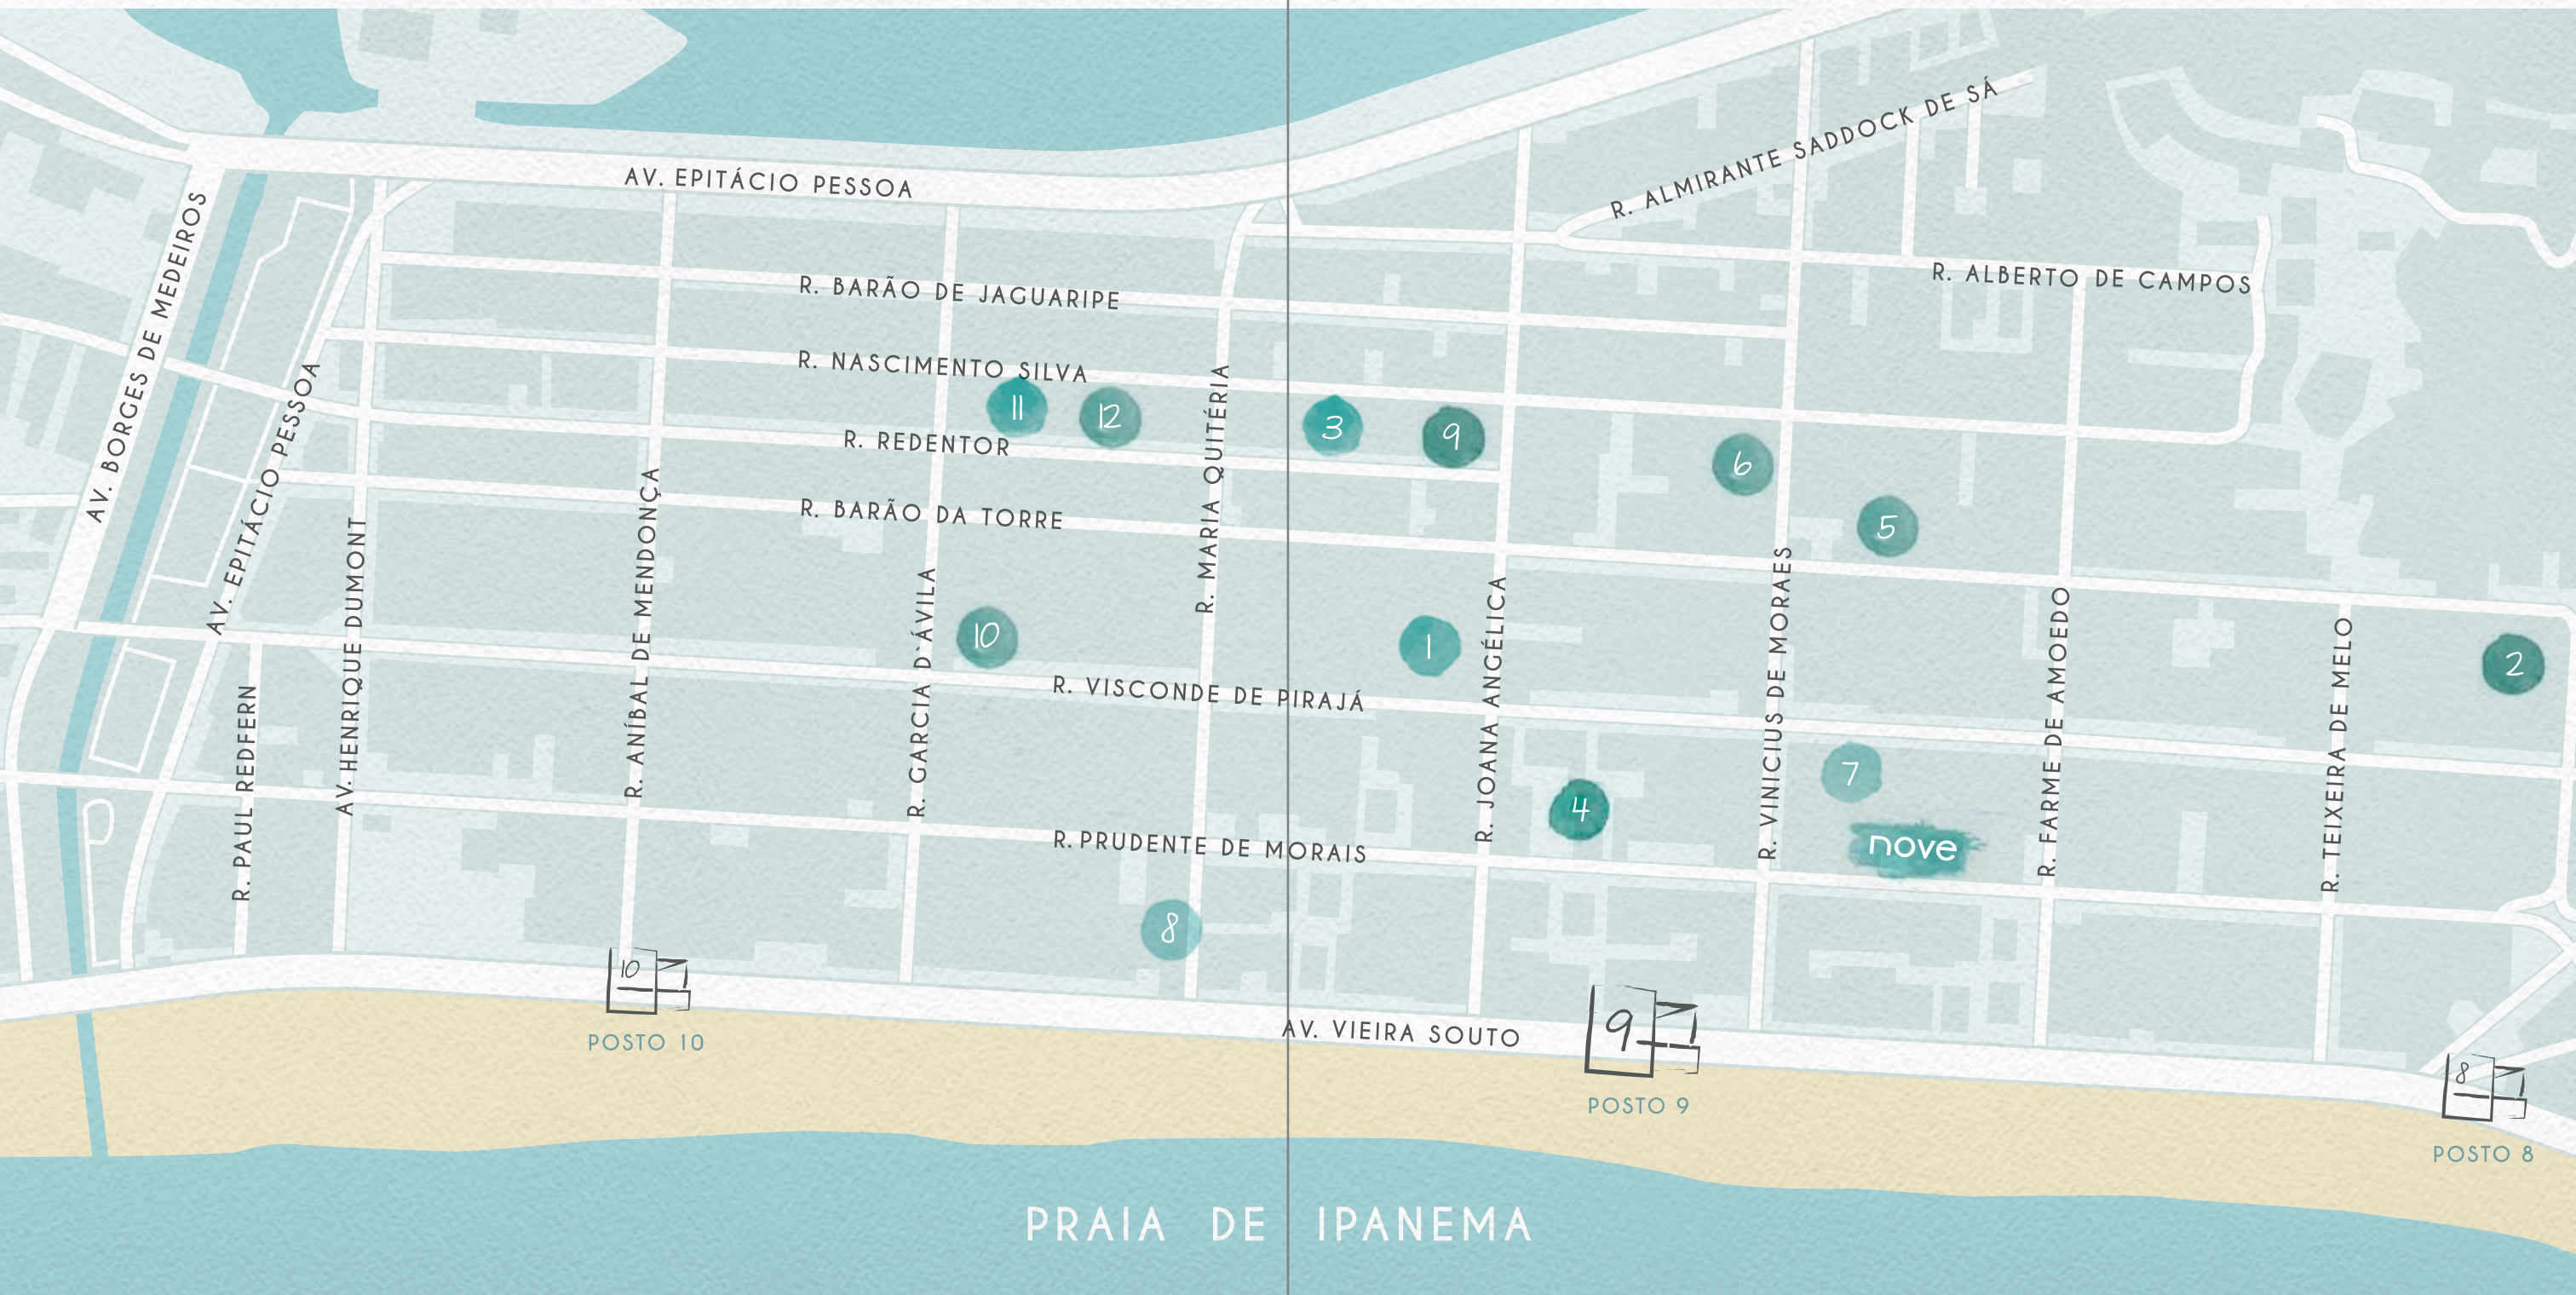 R. ALMIRANTE SADDOCK DE SÁ
AV. EPITÁCIO PESSOA
AV. BORGES DE MEDEIROS
R. ALBERTO DE CAMPOS
R. BARÃO DE JAGUARIPE
R. NASCIMENTO SILVA
AV. EPITÁCIO PESSOA
11
12
3
9
R. REDENTOR
R. MARIA QUITÉRIA
6
R. BARÃO DA TORRE
5
AV. HENRIQUE DUMONT
R. ANÍBAL DE MENDONÇA
R. GARCIA D`ÁVILA
10
1
R. JOANA ANGÉLICA
R. VINICIUS DE MORAES
R. FARME DE AMOEDO
R. TEIXEIRA DE MELO
2
R. VISCONDE DE PIRAJÁ
R. PAUL REDFERN
7
4
nove
R. PRUDENTE DE MORAIS
8
10
POSTO 10
AV. VIEIRA SOUTO
9
POSTO 9
8
POSTO 8
PRAIA DE IPANEMA